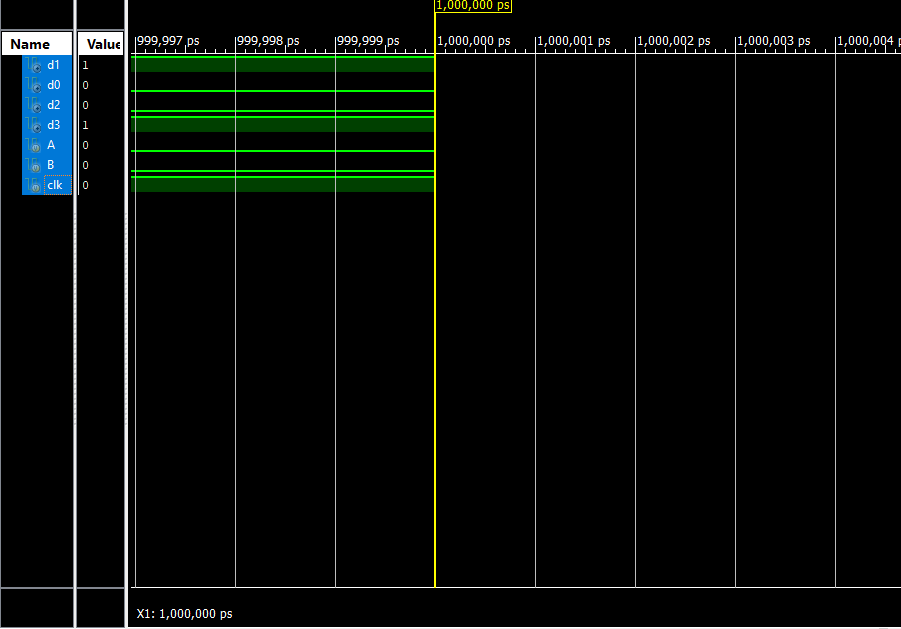 1,000,000 ps
Name Value
999,997 ps 999,998 ps 999,999 ps 1,000,000 ps 1,000,001 ps 1,000,002 ps 1,000,003 ps 1,000,004
d1 1
d0 0
d2 0
d3 1
A 0
B 0
clk 0
X1: 1,000,000 ps